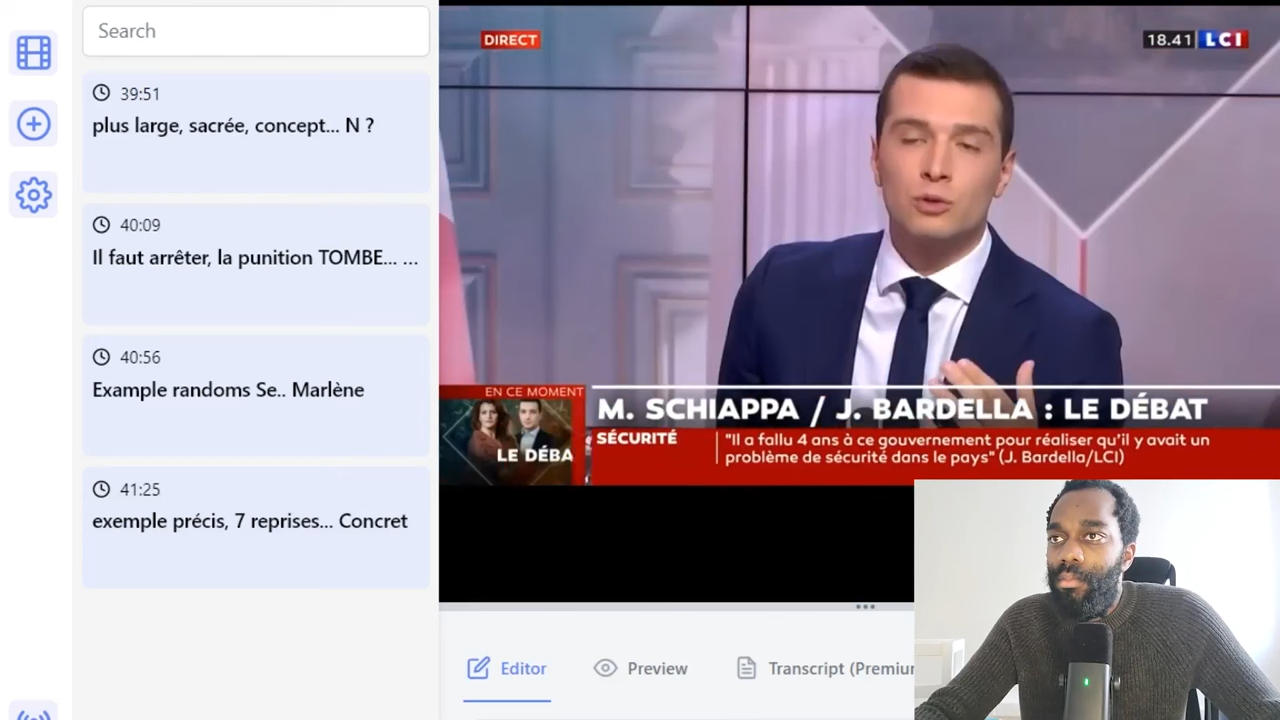 Search
39:51
plus large, sacrée, concept... N ?
40:09
Il faut arrêter, la punition TOMBE... ...
40:56
Example randoms Se.. Marlène
41:25
exemple précis, 7 reprises... Concret
DIRECT
18.41 LCI
EN CE MOMENT
LE DÉBA
M. SCHIAPPA / J. BARDELLA : LE DÉBAT
SÉCURITÉ
"Il a fallu 4 ans à ce gouvernement pour réaliser qu'il y avait un
problème de sécurité dans le pays" (J. Bardella/LCI)
Editor
Preview
Transcript (Premiu